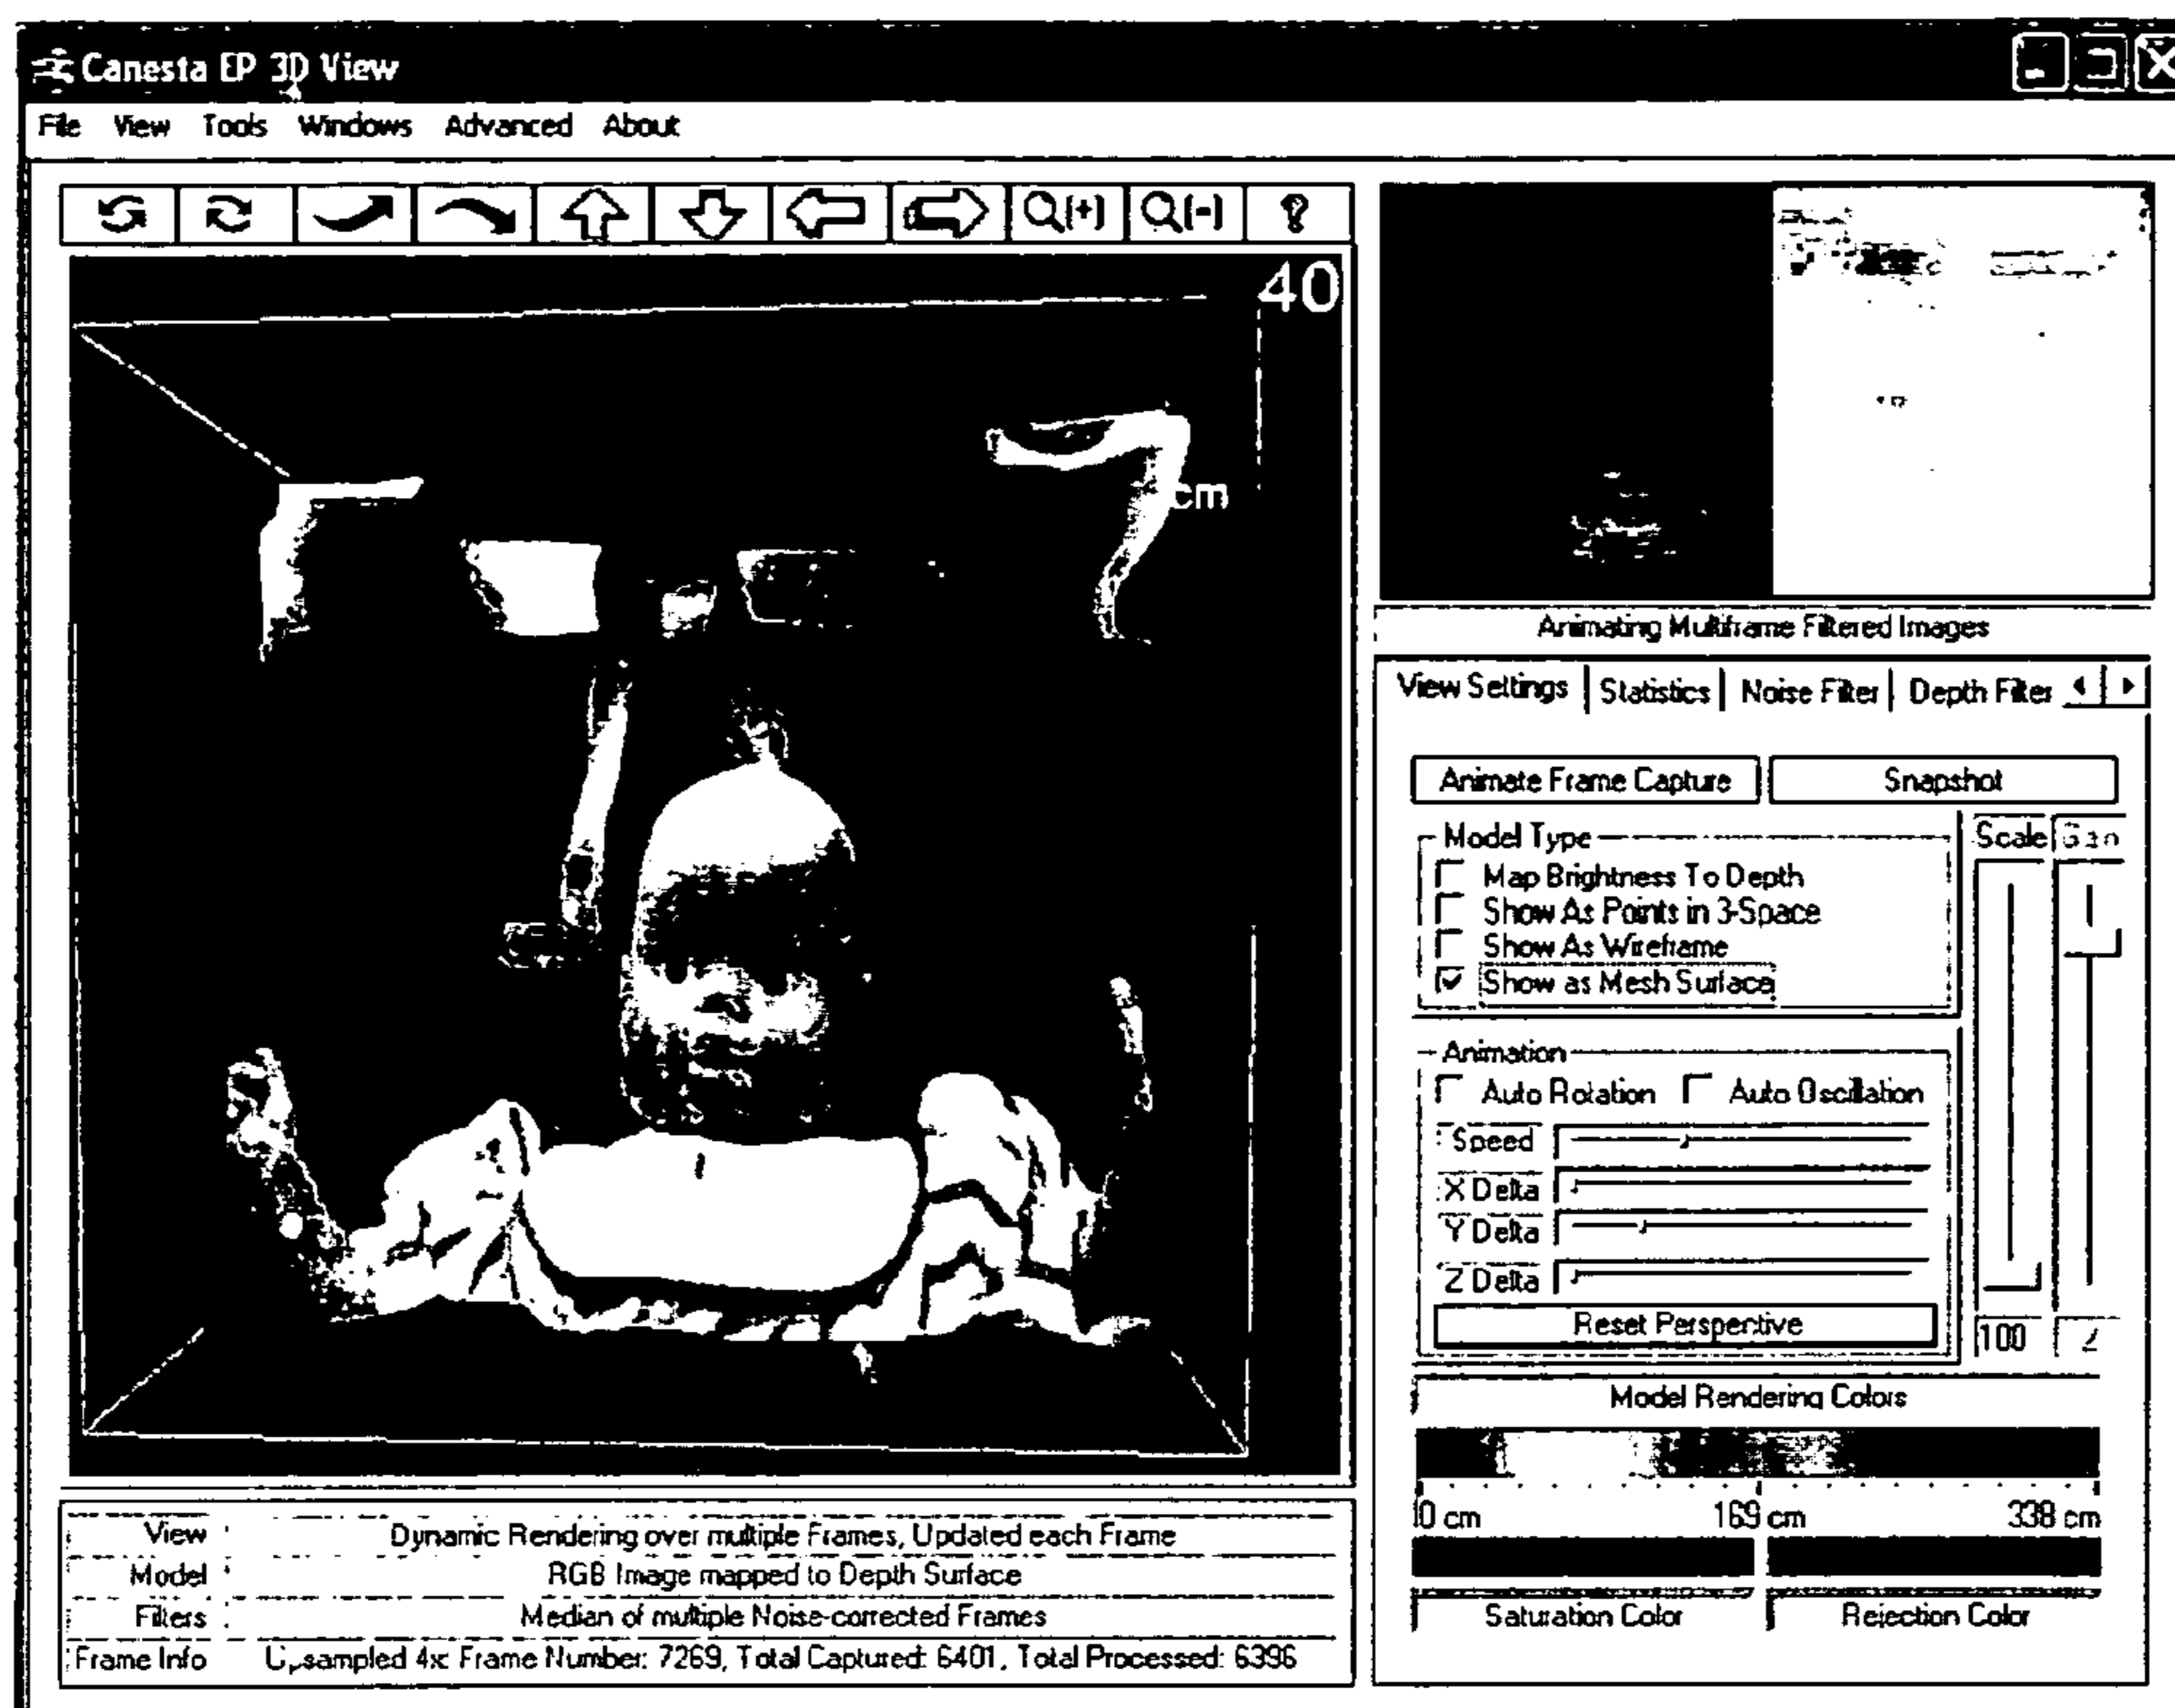 Canesta EP 3D View
File View Tools Windows Advanced About
(+) (-) ?
40
cm
Animating Multiframe Filtered Images
View Settings Statistics Noise Filter Depth Filter
Animate Frame Capture Snapshot
Model Type
Map Brightness To Depth
Show As Points in 3-Space
Show As Wireframe
Show as Mesh Surface
Scale
Animation
Auto Rotation Auto Oscillation
Speed
X Delta
Y Delta
Z Delta
Reset Perspective
100
Model Rendering Colors
0 cm 169 cm 338 cm
Saturation Color Rejection Color
View Dynamic Rendering over multiple Frames, Updated each Frame
Model RGB Image mapped to Depth Surface
Filters Median of multiple Noise-corrected Frames
Frame Info Upsampled 4x Frame Number: 7269, Total Captured: 6401, Total Processed: 6396